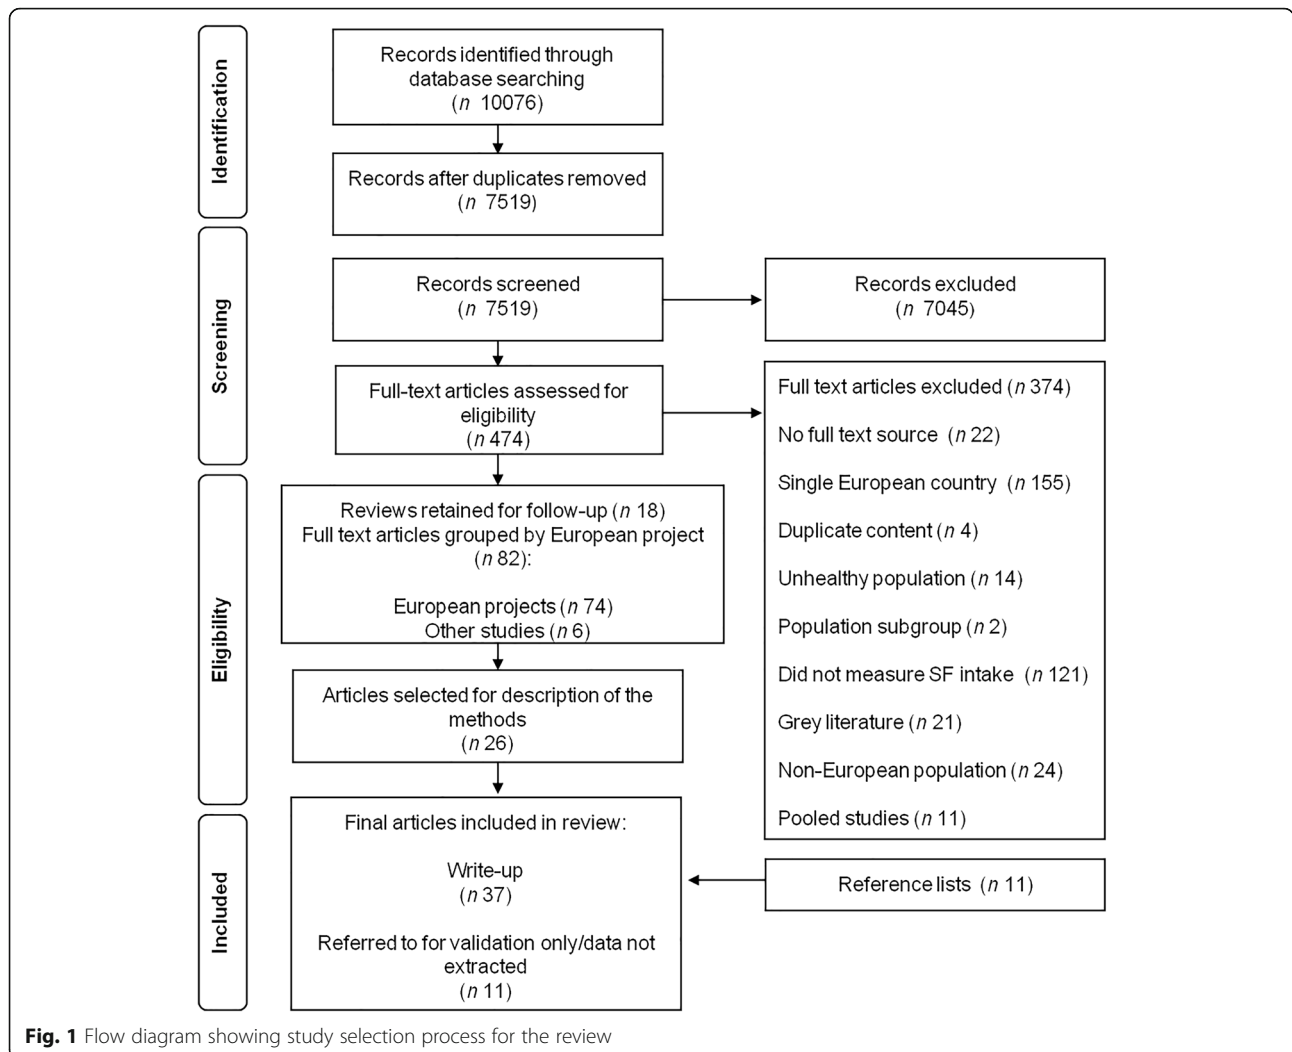 Identification
Records identified through
database searching
(n 10076)
Records after duplicates removed
(n 7519)
Screening
Records screened
(n 7519)
Records excluded
(n 7045)
Full-text articles assessed for
eligibility
(n 474)
Full text articles excluded (n 374)
No full text source (n 22)
Single European country (n 155)
Duplicate content (n 4)
Unhealthy population (n 14)
Population subgroup (n 2)
Did not measure SF intake (n 121)
Grey literature (n 21)
Non-European population (n 24)
Pooled studies (n 11)
Eligibility
Reviews retained for follow-up (n 18)
Full text articles grouped by European project
(n 82):
European projects (n 74)
Other studies (n 6)
Articles selected for description of the
methods
(n 26)
Included
Final articles included in review:
Write-up
(n 37)
Referred to for validation only/data not
extracted
(n 11)
Reference lists (n 11)
Fig. 1 Flow diagram showing study selection process for the review